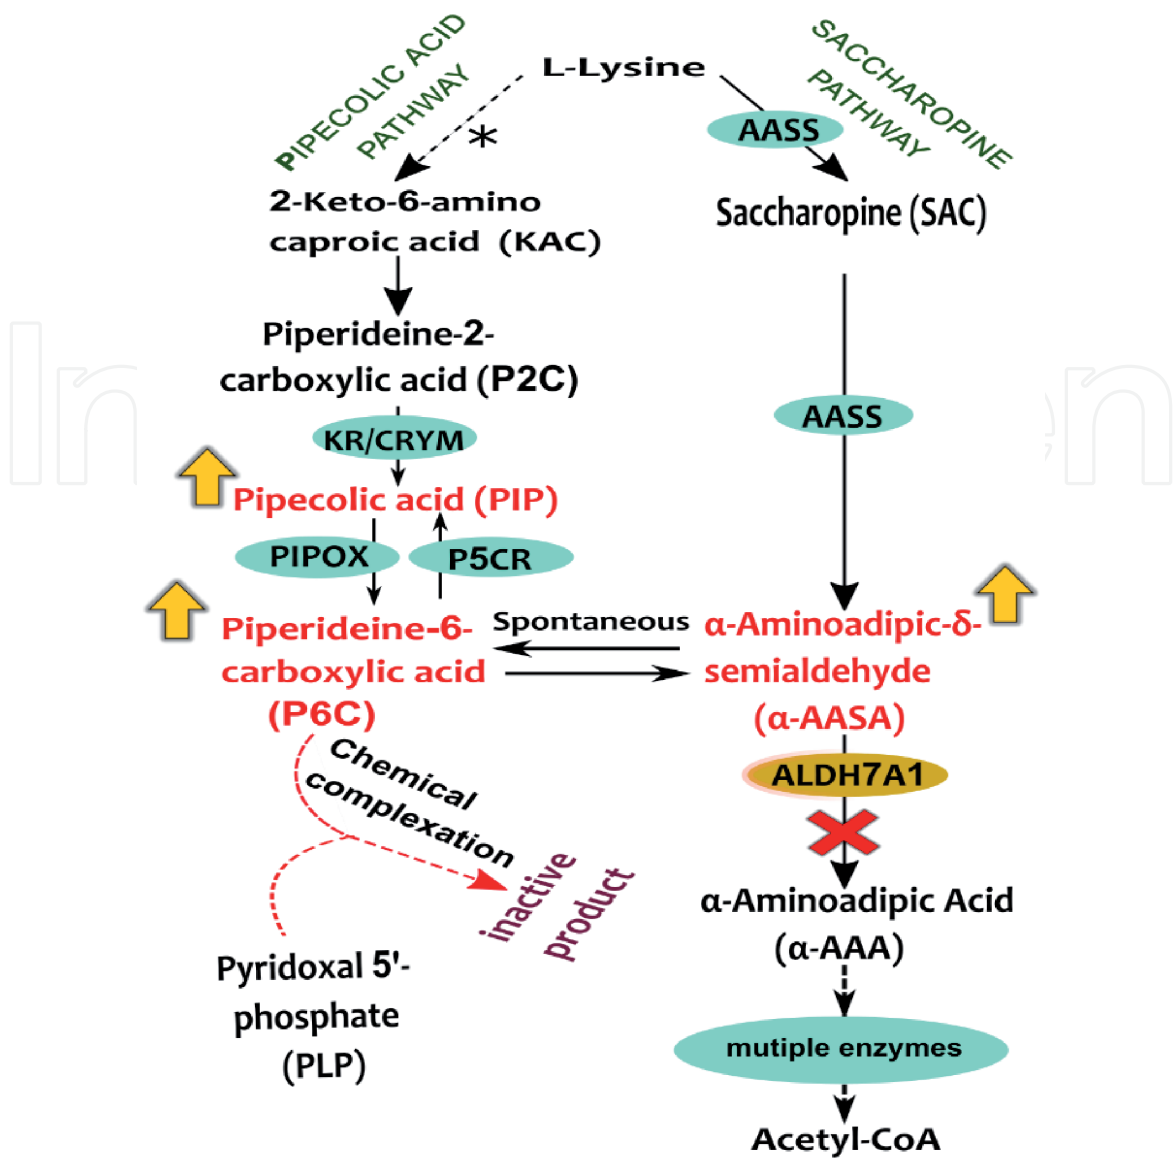 PIPECOLIC ACID
PATHWAY
L-Lysine
SACCHAROPINE
PATHWAY
*
AASS
2-Keto-6-amino
caproic acid (KAC)
Saccharopine (SAC)
Piperideine-2-
carboxylic acid (P2C)
AASS
KR/CRYM
Pipecolic acid (PIP)
PIPOX
P5CR
Piperideine-6-
carboxylic acid
(P6C)
Spontaneous
α-Aminoadipic-δ-
semialdehyde
(α-AASA)
Chemical
complexation
ALDH7A1
inactive
product
α-Aminoadipic Acid
(α-AAA)
Pyridoxal 5'-
phosphate
(PLP)
mutiple enzymes
Acetyl-CoA